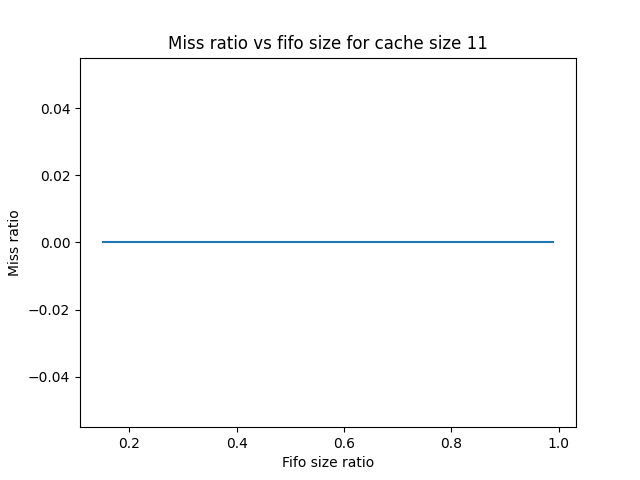 Miss ratio vs fifo size for cache size 11
0.04
0.02
0.00
−0.02
−0.04
Miss ratio
0.2 0.4 0.6 0.8 1.0
Fifo size ratio